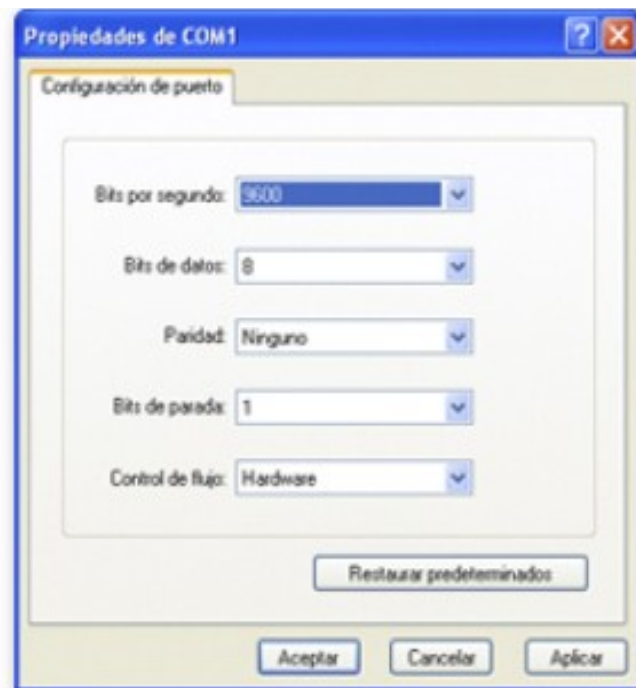 Propiedades de COM1
Configuración de puerto
Bits por segundo: 9600
Bits de datos: 8
Paridad: Ninguno
Bits de parada: 1
Control de flujo: Hardware
Restaurar predeterminados
Aceptar Cancelar Aplicar